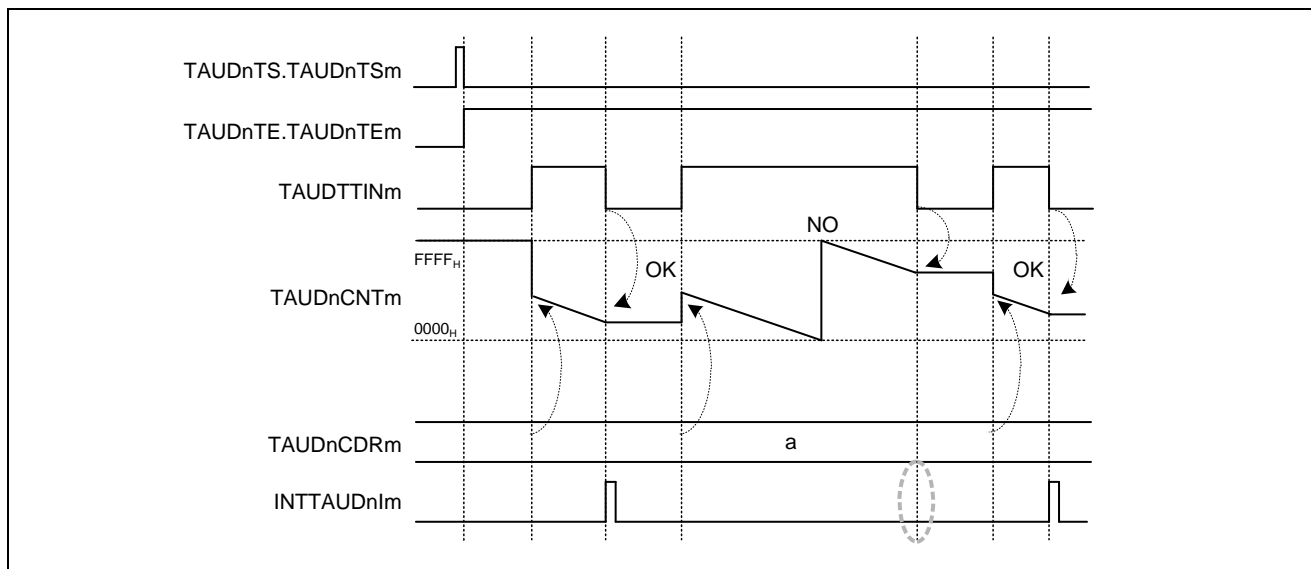 TAUDnTS.TAUDnTSm
TAUDnTE.TAUDnTEm
TAUDTTINm
NO
FFFFH
OK
OK
TAUDnCNTm
0000H
TAUDnCDRm
a
INTTAUDnIm